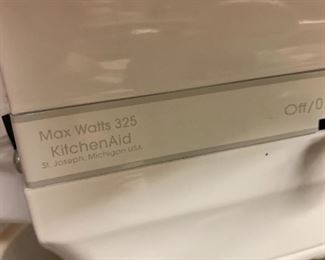 Max Watts 325
KitchenAid
St. Joseph, Michigan USA
Off/0